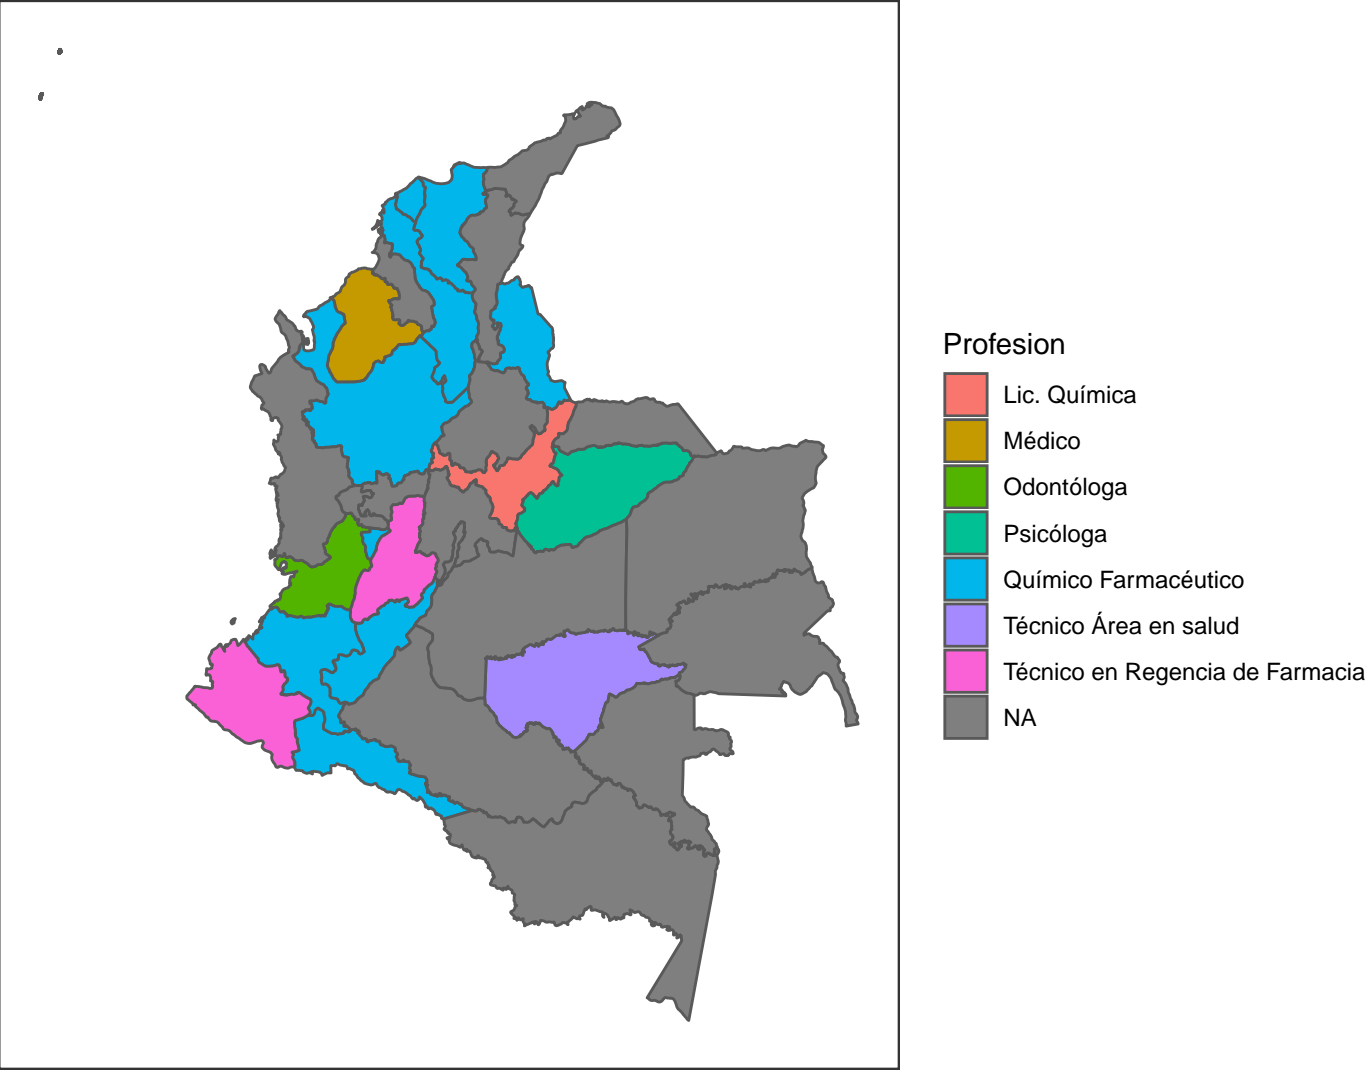 Profesion
Lic. Química
Médico
Odontóloga
Psicóloga
Químico Farmacéutico
Técnico Área en salud
Técnico en Regencia de Farmacia
NA